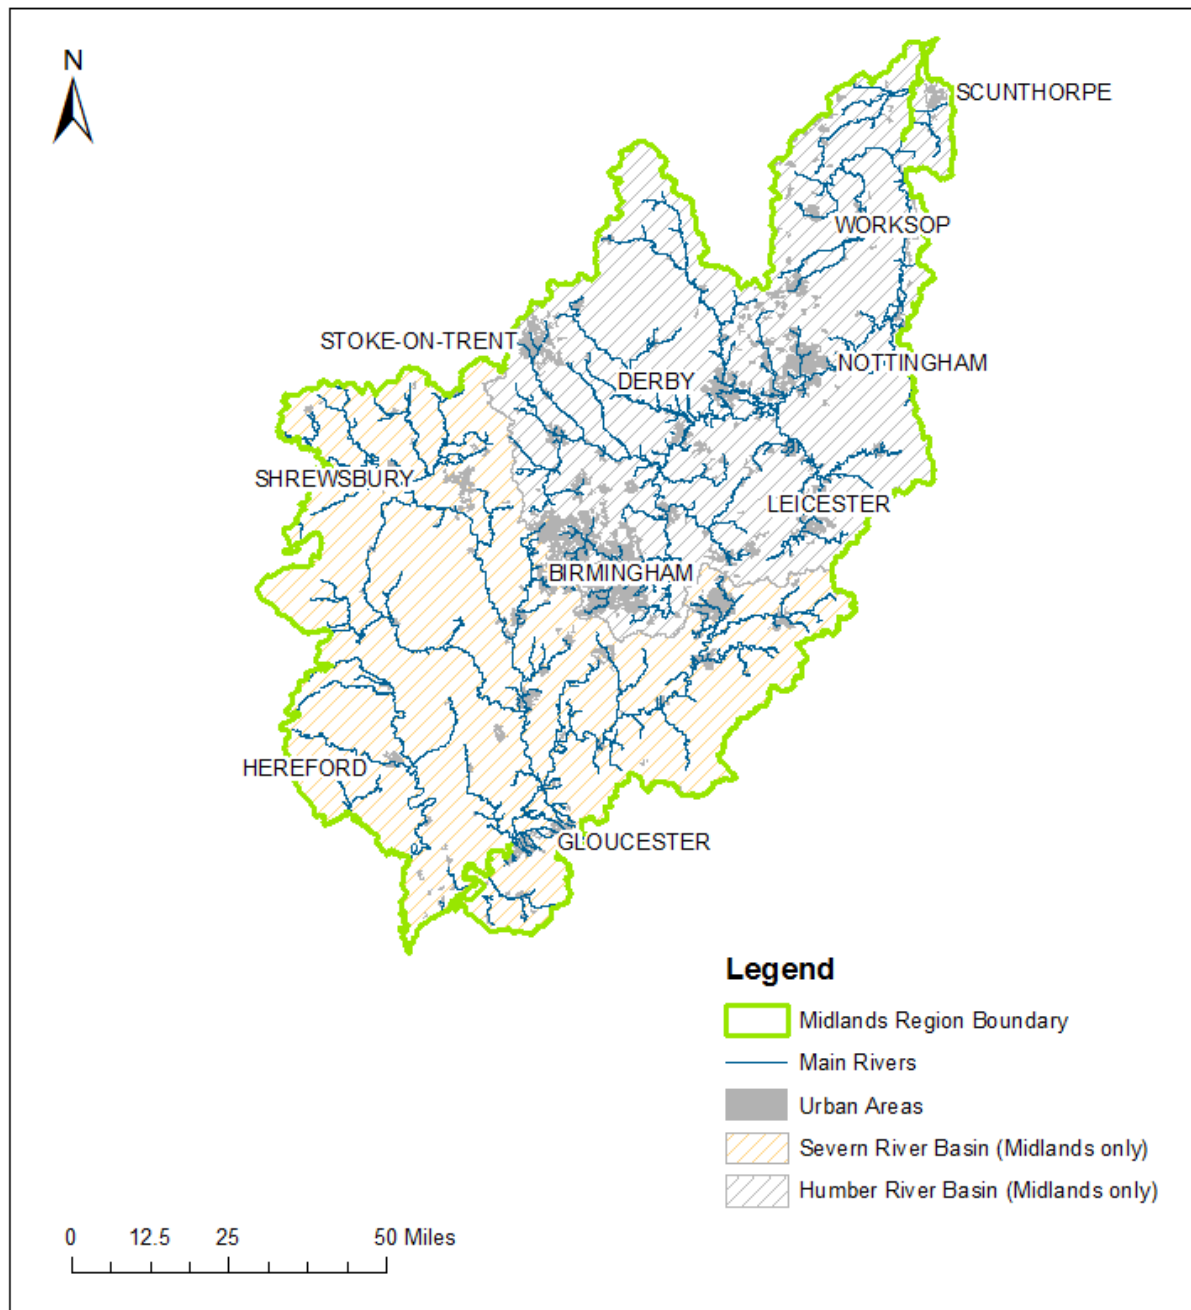 N
SCUNTHORPE
WORKSOP
STOKE-ON-TRENT
NOTTINGHAM
DERBY
SHREWSBURY
LEICESTER
BIRMINGHAM
HEREFORD
GLOUCESTER
Legend
Midlands Region Boundary
Main Rivers
Urban Areas
Severn River Basin (Midlands only)
Humber River Basin (Midlands only)
0 12.5 25 50 Miles